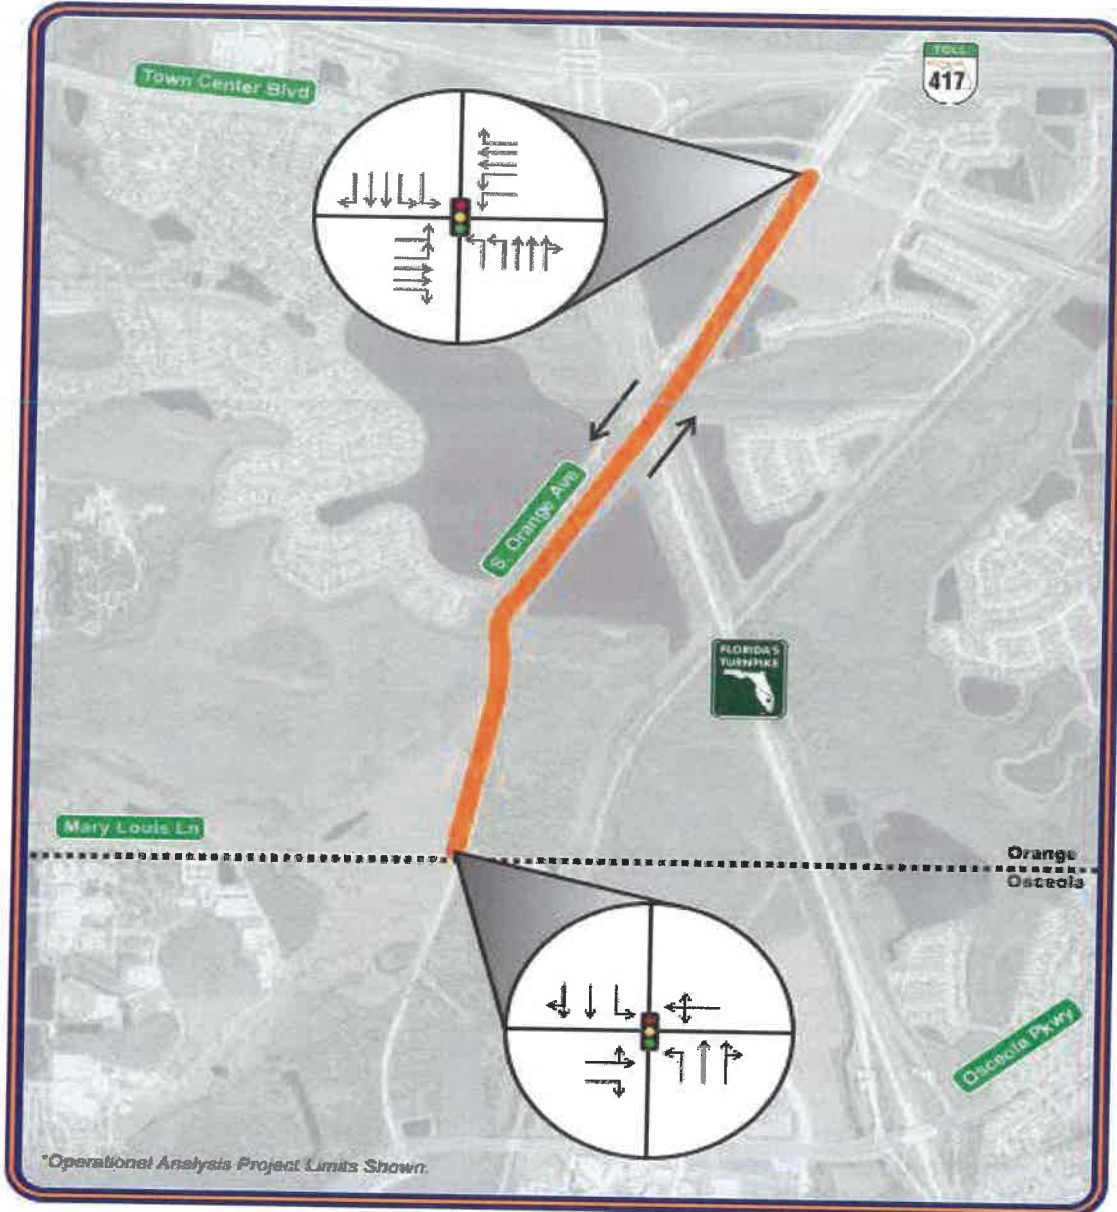 Town Center Blvd
TOLL
417
S. Orange Ave
FLORIDA'S
TURNPIKE
Mary Louis Ln
Orange
Osceola
Osceola Pkwy
*Operational Analysis Project Limits Shown.